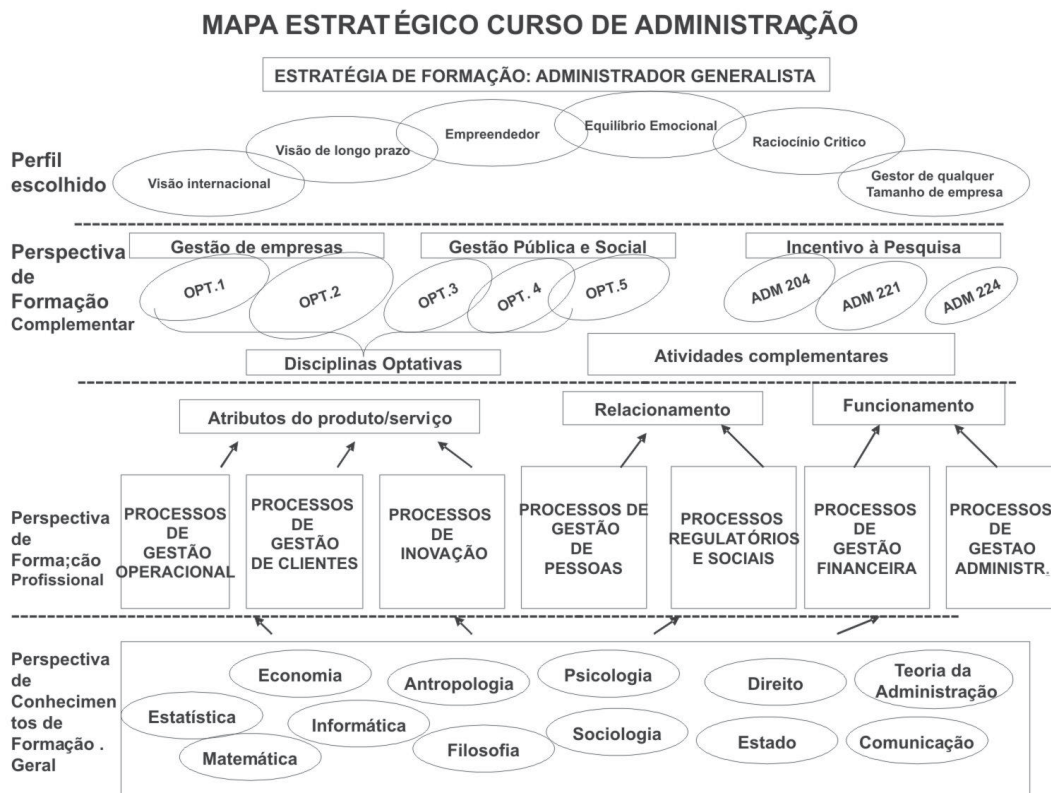 MAPA ESTRATÉGICO CURSO DE ADMINISTRAÇÃO
ESTRATÉGIA DE FORMAÇÃO: ADMINISTRADOR GENERALISTA
Perfil
escolhido
Visão internacional
Visão de longo prazo
Empreendedor
Equilíbrio Emocional
Raciocínio Critico
Gestor de qualquer
Tamanho de empresa
Perspectiva
de
Formação
Complementar
Gestão de empresas
Gestão Pública e Social
Incentivo à Pesquisa
OPT.1
OPT.2
OPT.3
OPT. 4
OPT.5
ADM 204
ADM 221
ADM 224
Disciplinas Optativas
Atividades complementares
Atributos do produto/serviço
Relacionamento
Funcionamento
Perspectiva
de
Forma;cão
Profissional
PROCESSOS
DE
GESTÃO
OPERACIONAL
PROCESSOS
DE
GESTÃO
DE CLIENTES
PROCESSOS
DE
INOVAÇÃO
PROCESSOS DE
GESTÃO
DE
PESSOAS
PROCESSOS
REGULATÓRIOS
E SOCIAIS
PROCESSOS
DE
GESTÃO
FINANCEIRA
PROCESSOS
DE
GESTAO
ADMINISTR.
Perspectiva
de
Conhecimen
tos de
Formação .
Geral
Economia
Antropologia
Psicologia
Direito
Teoria da
Administração
Estatística
Informática
Sociologia
Estado
Comunicação
Matemática
Filosofia